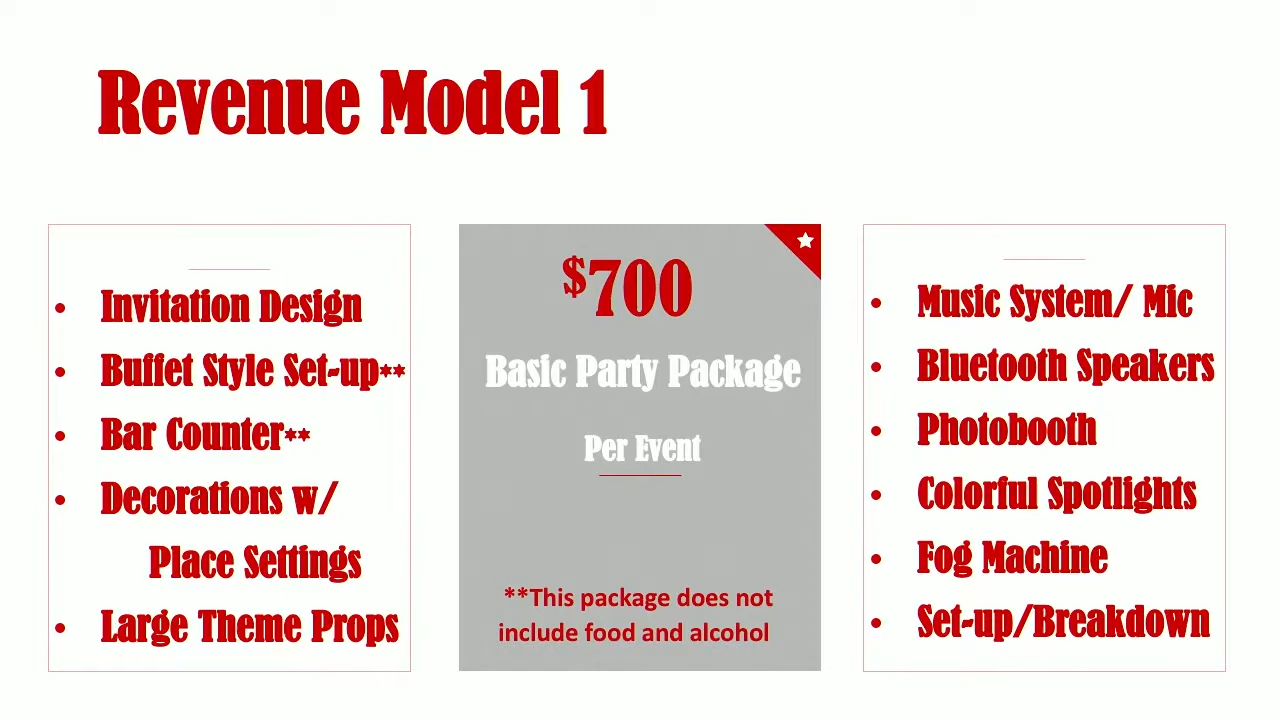 Revenue Model 1
• Invitation Design
• Buffet Style Set-up**
• Bar Counter**
• Decorations w/
Place Settings
• Large Theme Props
$700
Basic Party Package
Per Event
**This package does not
include food and alcohol
• Music System/ Mic
• Bluetooth Speakers
• Photobooth
• Colorful Spotlights
• Fog Machine
• Set-up/Breakdown